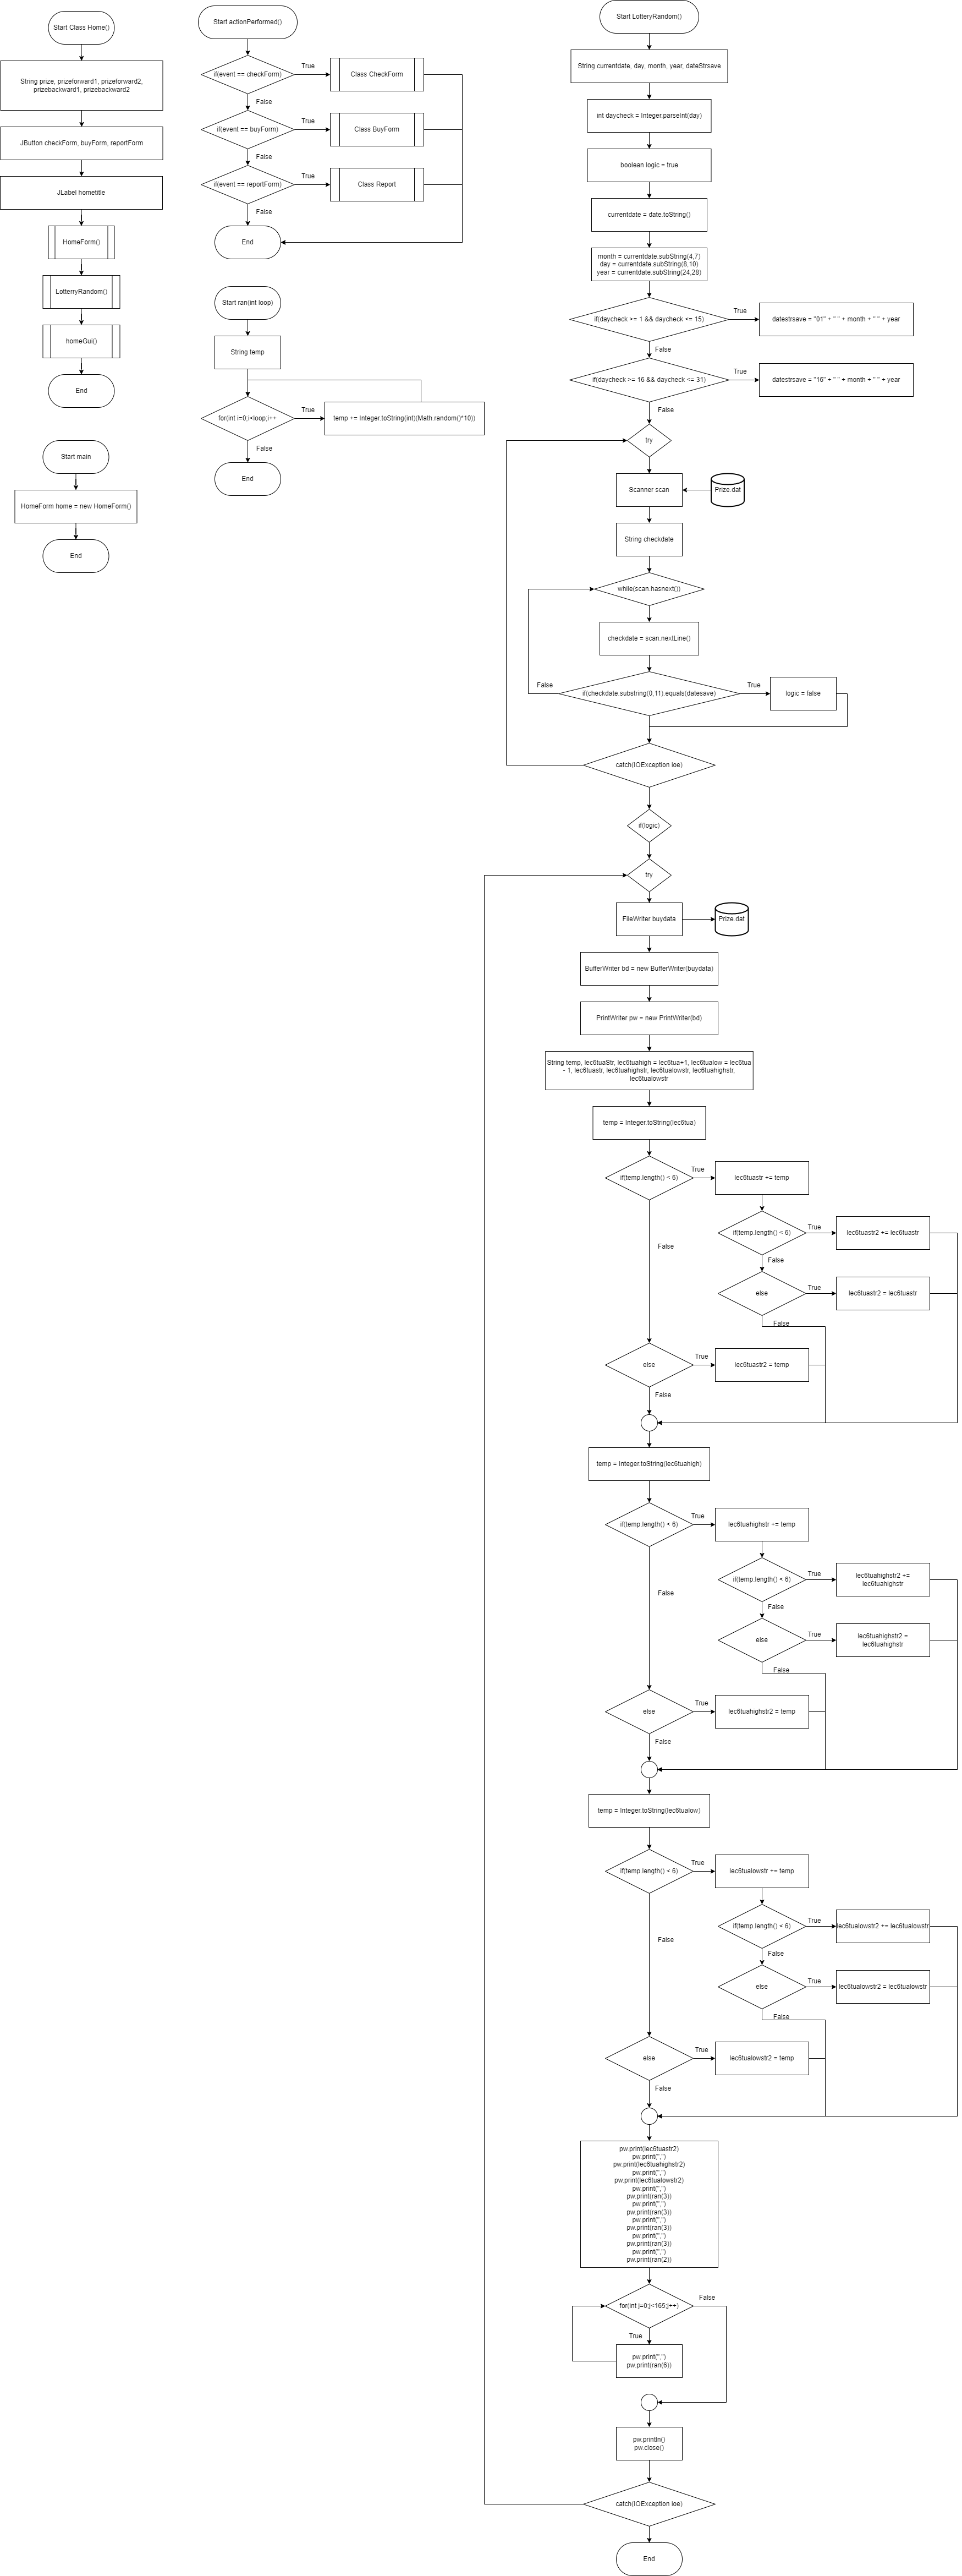 Start Class Home()
String prize, prizeforward1, prizeforward2,
prizebackward1, prizebackward2
JButton checkForm, buyForm, reportForm
JLabel hometitle
HomeForm()
LotterryRandom()
homeGui()
End
Start main
HomeForm home = new HomeForm()
End
Start actionPerformed()
if(event == checkForm)
True
Class CheckForm
False
if(event == buyForm)
True
Class BuyForm
False
if(event == reportForm)
True
Class Report
False
End
Start ran(int loop)
String temp
for(int i=0;i<loop;i++
True
temp += Integer.toString(int)(Math.random()*10))
False
End
Start LotteryRandom()
String currentdate, day, month, year, dateStrsave
int daycheck = Integer.parseInt(day)
boolean logic = true
currentdate = date.toString()
month = currentdate.subString(4,7)
day = currentdate.subString(8,10)
year = currentdate.subString(24,28)
if(daycheck >= 1 && daycheck <= 15)
True
datestrsave = "01" + " " + month + " " + year
False
if(daycheck >= 16 && daycheck <= 31)
True
datestrsave = "16" + " " + month + " " + year
False
try
Scanner scan
Prize.dat
String checkdate
while(scan.hasnext())
checkdate = scan.nextLine()
False
if(checkdate.substring(0,11).equals(datesave)
True
logic = false
catch(IOException ioe)
if(logic)
try
FileWriter buydata
Prize.dat
BufferWriter bd = new BufferWriter(buydata)
PrintWriter pw = new PrintWriter(bd)
String temp, lec6tuaStr, lec6tuahigh = lec6tua+1, lec6tualow = lec6tua
- 1, lec6tuastr, lec6tuahighstr, lec6tualowstr, lec6tuahighstr,
lec6tualowstr
temp = Integer.toString(lec6tua)
if(temp.length() < 6)
True
lec6tuastr += temp
if(temp.length() < 6)
True
lec6tuastr2 += lec6tuastr
False
False
else
True
lec6tuastr2 = lec6tuastr
False
else
True
lec6tuastr2 = temp
False
temp = Integer.toString(lec6tuahigh)
if(temp.length() < 6)
True
lec6tuahighstr += temp
if(temp.length() < 6)
True
lec6tuahighstr2 +=
lec6tuahighstr
False
False
else
True
lec6tuahighstr2 =
lec6tuahighstr
False
else
True
lec6tuahighstr2 = temp
False
temp = Integer.toString(lec6tualow)
if(temp.length() < 6)
True
lec6tualowstr += temp
if(temp.length() < 6)
True
lec6tualowstr2 += lec6tualowstr
False
False
else
True
lec6tualowstr2 = lec6tualowstr
False
else
True
lec6tualowstr2 = temp
False
pw.print(lec6tuastr2)
pw.print(",")
pw.print(lec6tuahighstr2)
pw.print(",")
pw.print(lec6tualowstr2)
pw.print(",")
pw.print(ran(3))
pw.print(",")
pw.print(ran(3))
pw.print(",")
pw.print(ran(3))
pw.print(",")
pw.print(ran(3))
pw.print(",")
pw.print(ran(2))
for(int j=0;j<165;j++)
False
True
pw.print(",")
pw.print(ran(6))
pw.println()
pw.close()
catch(IOException ioe)
End